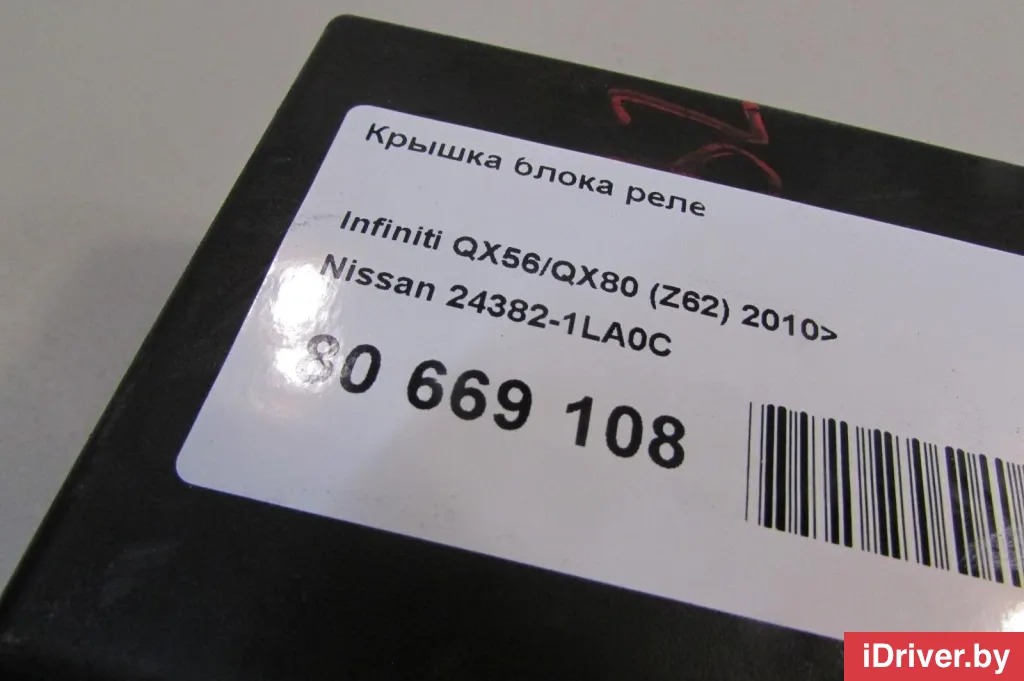 Крышка блока реле
Infiniti QX56/QX80 (Z62) 2010>
Nissan 24382-1LA0C
80 669 108
iDriver.by